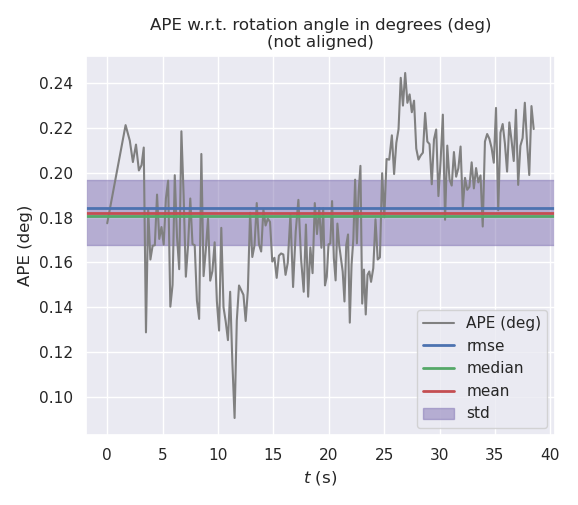 APE w.r.t. rotation angle in degrees (deg)
(not aligned)
APE (deg)
0.24
0.22
0.20
0.18
0.16
0.14
0.12
0.10
APE (deg)
rmse
median
mean
std
0 5 10 15 20 25 30 35 40
t (s)